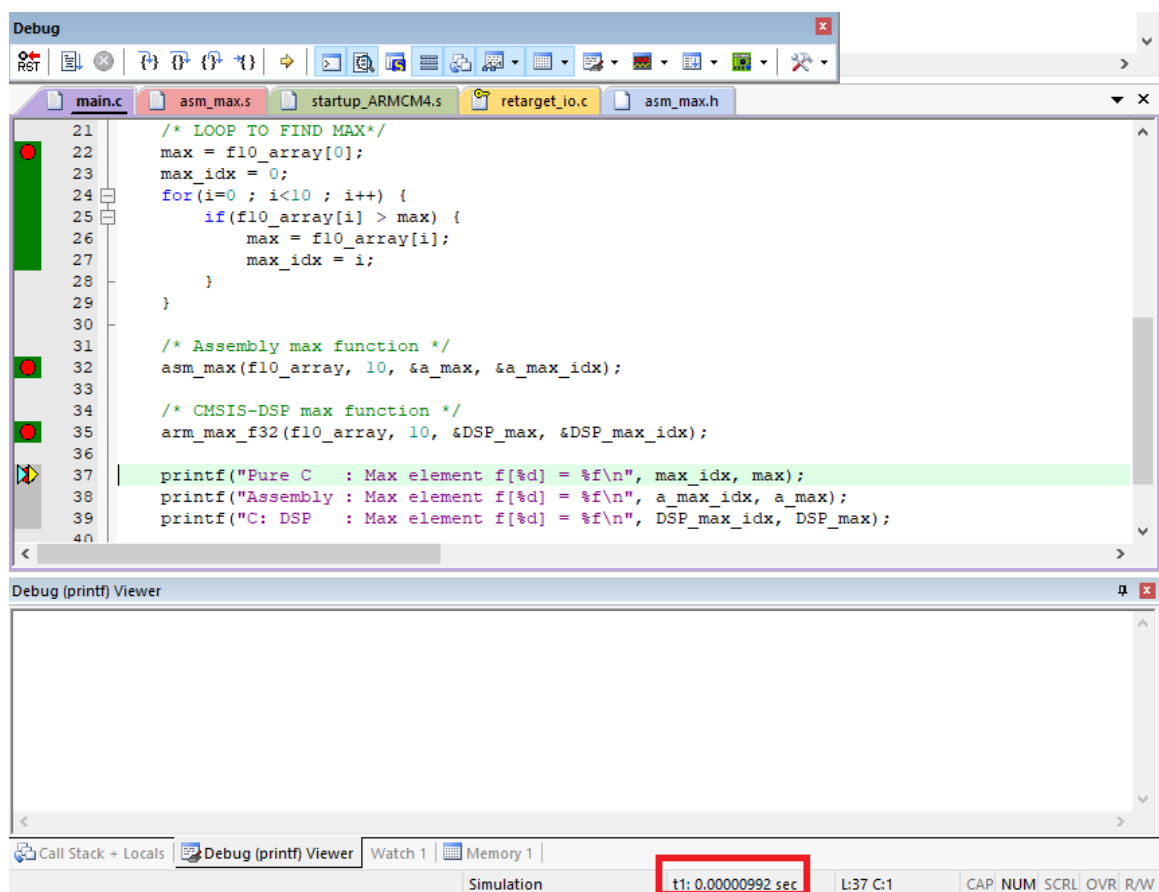 Debug
RST
main.c asm_max.s startup_ARMCM4.s retarget_io.c asm_max.h
21 /* LOOP TO FIND MAX*/
22 max = f10_array[0];
23 max_idx = 0;
24 for(i=0 ; i<10 ; i++) {
25 if(f10_array[i] > max) {
26 max = f10_array[i];
27 max_idx = i;
28 }
29 }
30
31 /* Assembly max function */
32 asm_max(f10_array, 10, &a_max, &a_max_idx);
33
34 /* CMSIS-DSP max function */
35 arm_max_f32(f10_array, 10, &DSP_max, &DSP_max_idx);
36
37 printf("Pure C   : Max element f[%d] = %f\n", max_idx, max);
38 printf("Assembly : Max element f[%d] = %f\n", a_max_idx, a_max);
39 printf("C: DSP   : Max element f[%d] = %f\n", DSP_max_idx, DSP_max);
40
Debug (printf) Viewer
Call Stack + Locals Debug (printf) Viewer Watch 1 Memory 1
Simulation t1: 0.00000992 sec L:37 C:1 CAP NUM SCRL OVR R/W